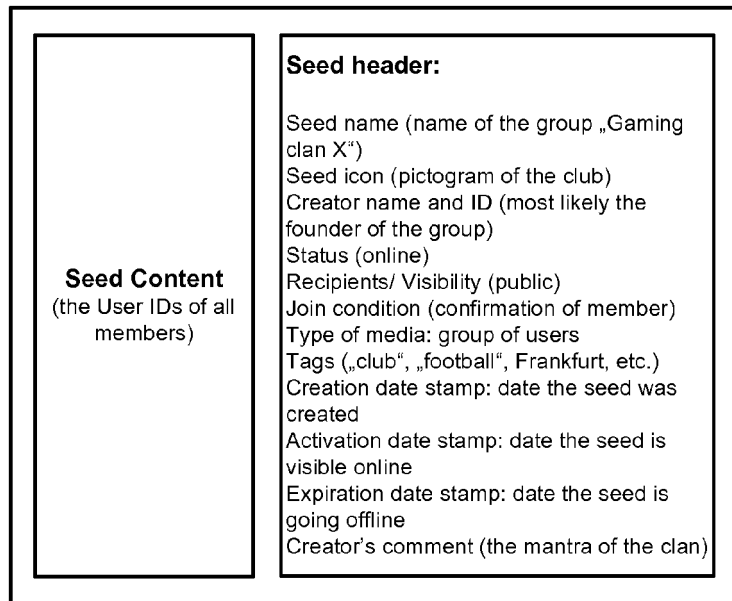 Seed Content
(the User IDs of all
members)
Seed header:
Seed name (name of the group „Gaming
clan X“)
Seed icon (pictogram of the club)
Creator name and ID (most likely the
founder of the group)
Status (online)
Recipients/ Visibility (public)
Join condition (confirmation of member)
Type of media: group of users
Tags („club“, „football“, Frankfurt, etc.)
Creation date stamp: date the seed was
created
Activation date stamp: date the seed is
visible online
Expiration date stamp: date the seed is
going offline
Creator’s comment (the mantra of the clan)